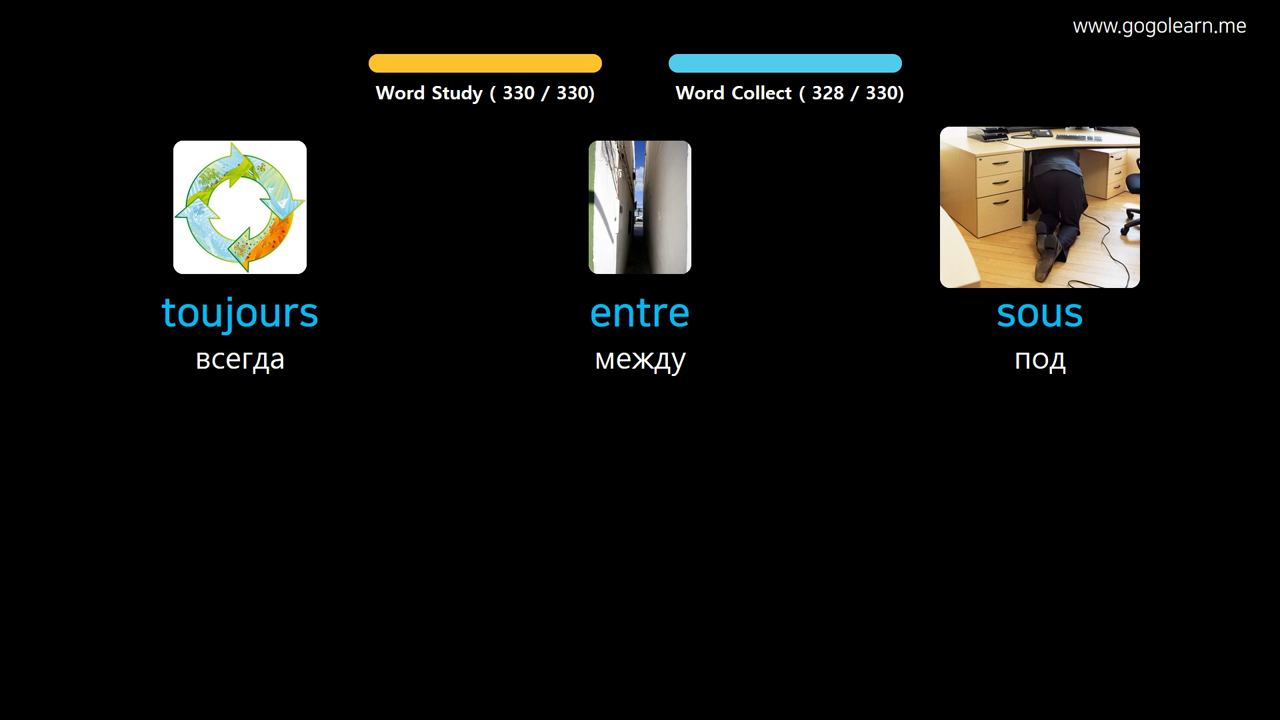 www.gogolearn.me
Word Study ( 330 / 330)
Word Collect ( 328 / 330)
toujours
всегда
entre
между
sous
под